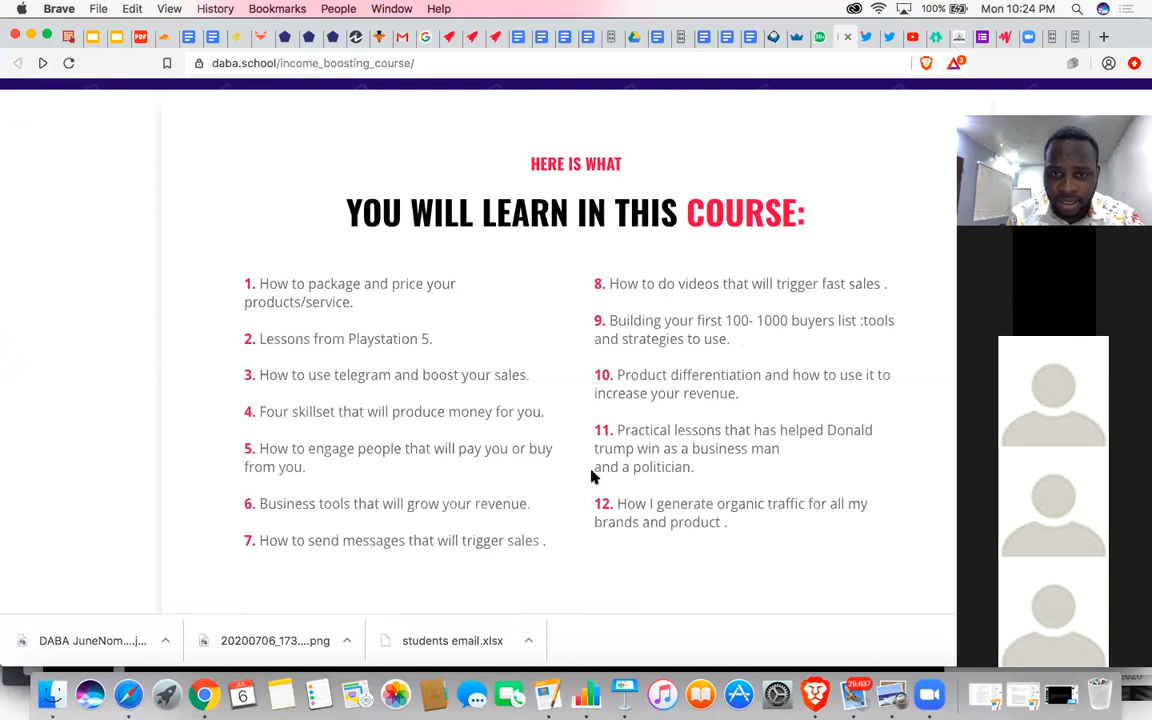 Brave File Edit View History Bookmarks People Window Help 100% Mon 10:24 PM
daba.school/income_boosting_course/
HERE IS WHAT
YOU WILL LEARN IN THIS COURSE:
1. How to package and price your
products/service.
2. Lessons from Playstation 5.
3. How to use telegram and boost your sales.
4. Four skillset that will produce money for you.
5. How to engage people that will pay you or buy
from you.
6. Business tools that will grow your revenue.
7. How to send messages that will trigger sales .
8. How to do videos that will trigger fast sales .
9. Building your first 100- 1000 buyers list :tools
and strategies to use.
10. Product differentiation and how to use it to
increase your revenue.
11. Practical lessons that has helped Donald
trump win as a business man
and a politician.
12. How I generate organic traffic for all my
brands and product .
DABA JuneNom....j... 20200706_173....png students email.xlsx
6
29,637